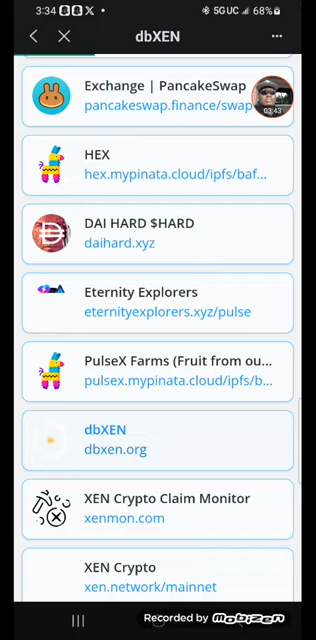 3:34
5G UC
68%
dbXEN
Exchange | PancakeSwap
pancakeswap.finance/swap
03:43
HEX
hex.mypinata.cloud/ipfs/baf...
DAI HARD $HARD
daihard.xyz
Eternity Explorers
eternityexplorers.xyz/pulse
PulseX Farms (Fruit from ou...
pulsex.mypinata.cloud/ipfs/b...
dbXEN
dbxen.org
XEN Crypto Claim Monitor
xenmon.com
XEN Crypto
xen.network/mainnet
Recorded by mobizen